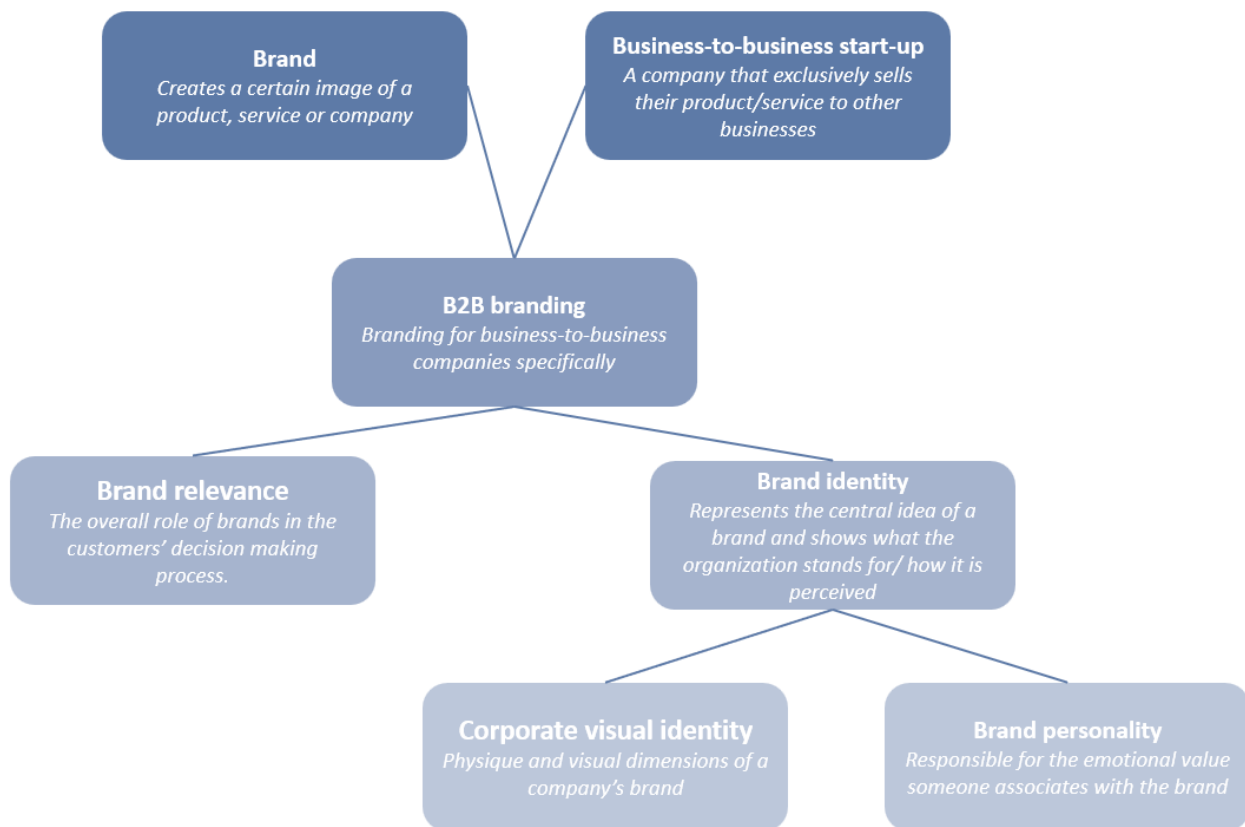 Brand
Creates a certain image of a
product, service or company
Business-to-business start-up
A company that exclusively sells
their product/service to other
businesses
B2B branding
Branding for business-to-business
companies specifically
Brand relevance
The overall role of brands in the
customers’ decision making
process.
Brand identity
Represents the central idea of a
brand and shows what the
organization stands for/ how it is
perceived
Corporate visual identity
Physique and visual dimensions of a
company’s brand
Brand personality
Responsible for the emotional value
someone associates with the brand